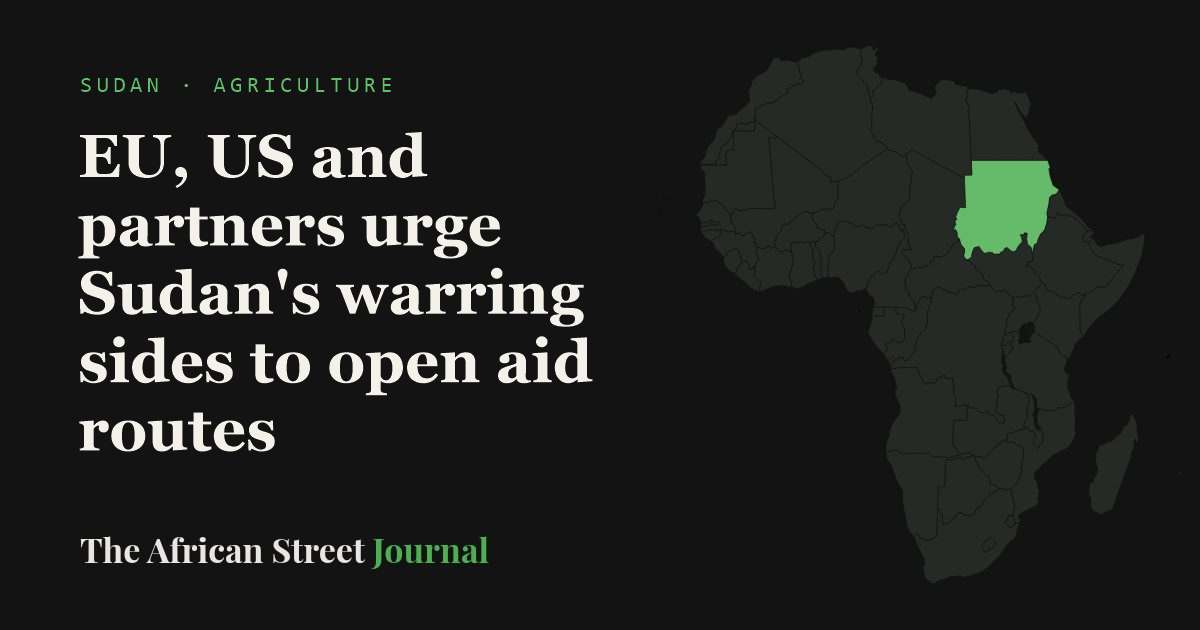 SUDAN · AGRICULTURE
EU, US and
partners urge
Sudan's warring
sides to open aid
routes
The African Street Journal